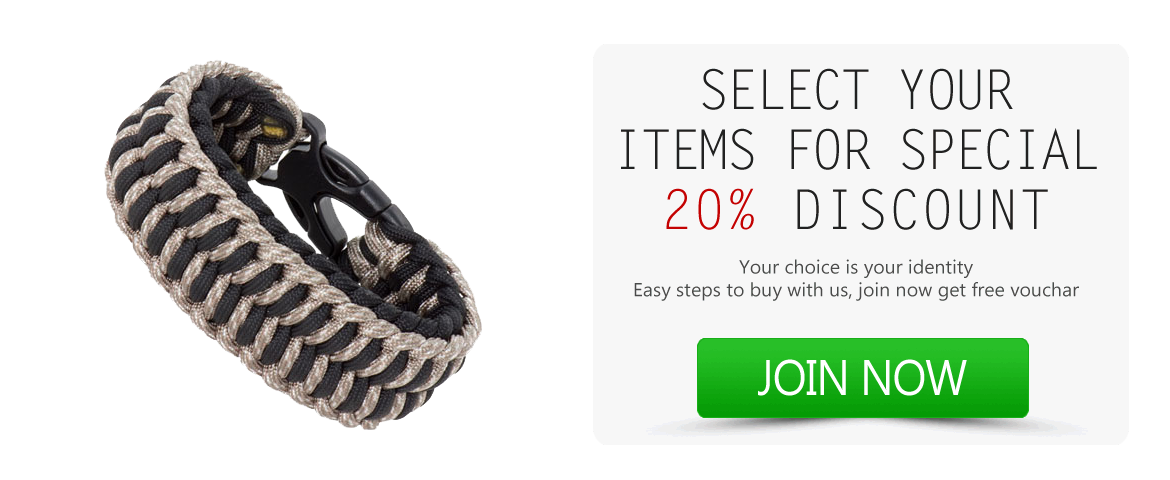 SELECT YOUR
ITEMS FOR SPECIAL
20% DISCOUNT
Your choice is your identity
Easy steps to buy with us, join now get free vouchar
JOIN NOW